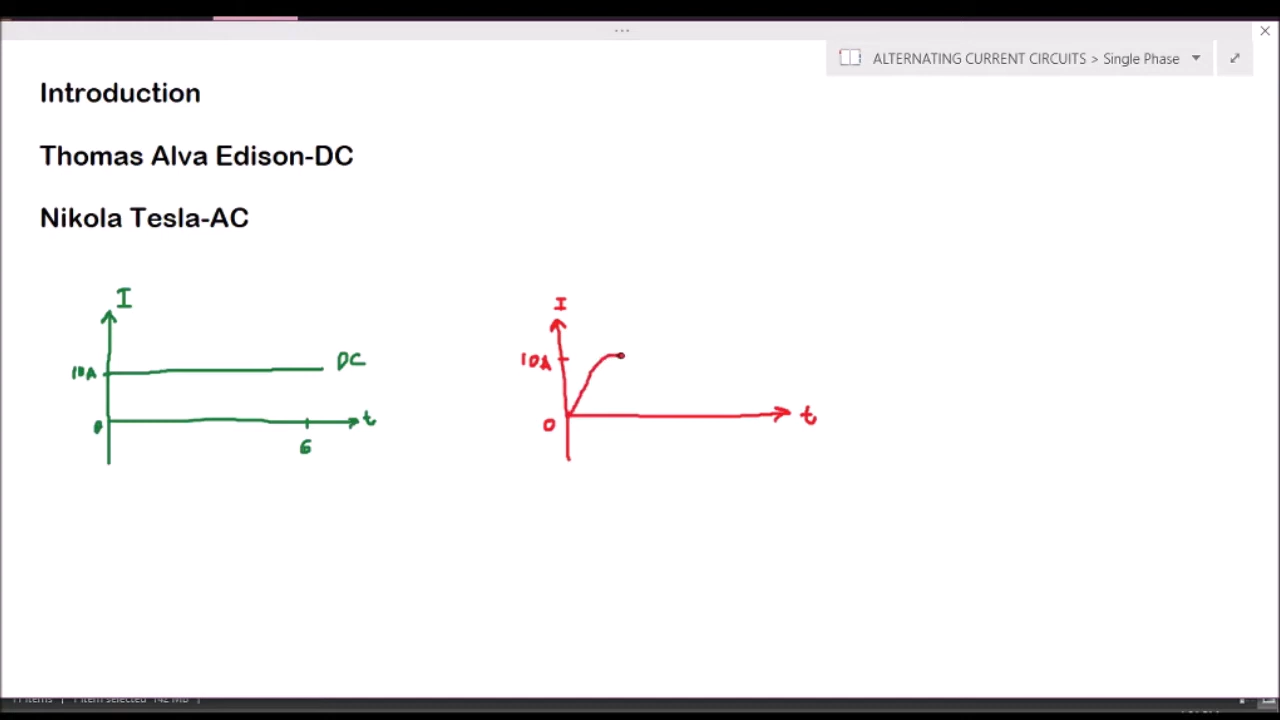 ALTERNATING CURRENT CIRCUITS > Single Phase
Introduction
Thomas Alva Edison-DC
Nikola Tesla-AC
I
10A
DC
0
t
6
I
10A
0
t